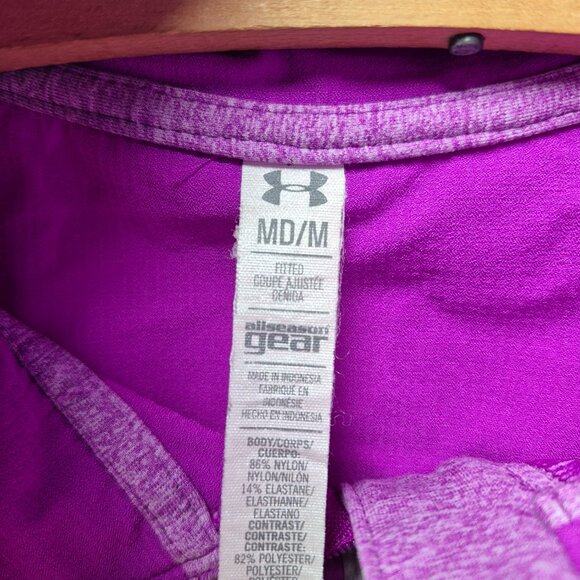 MD/M
FITTED
COUPE AJUSTÉE
CEÑIDA
allseason
gear
MADE IN INDONESIA
FABRIQUÉ EN
INDONÉSIE
HECHO EN INDONESIA
BODY/CORPS/
CUERPO:
86% NYLON/
NYLON/NILÓN
14% ELASTANE/
ELASTHANNE/
ELASTANO
CONTRAST/
CONTRASTE/
CONTRASTE:
82% POLYESTER/
POLYESTER/